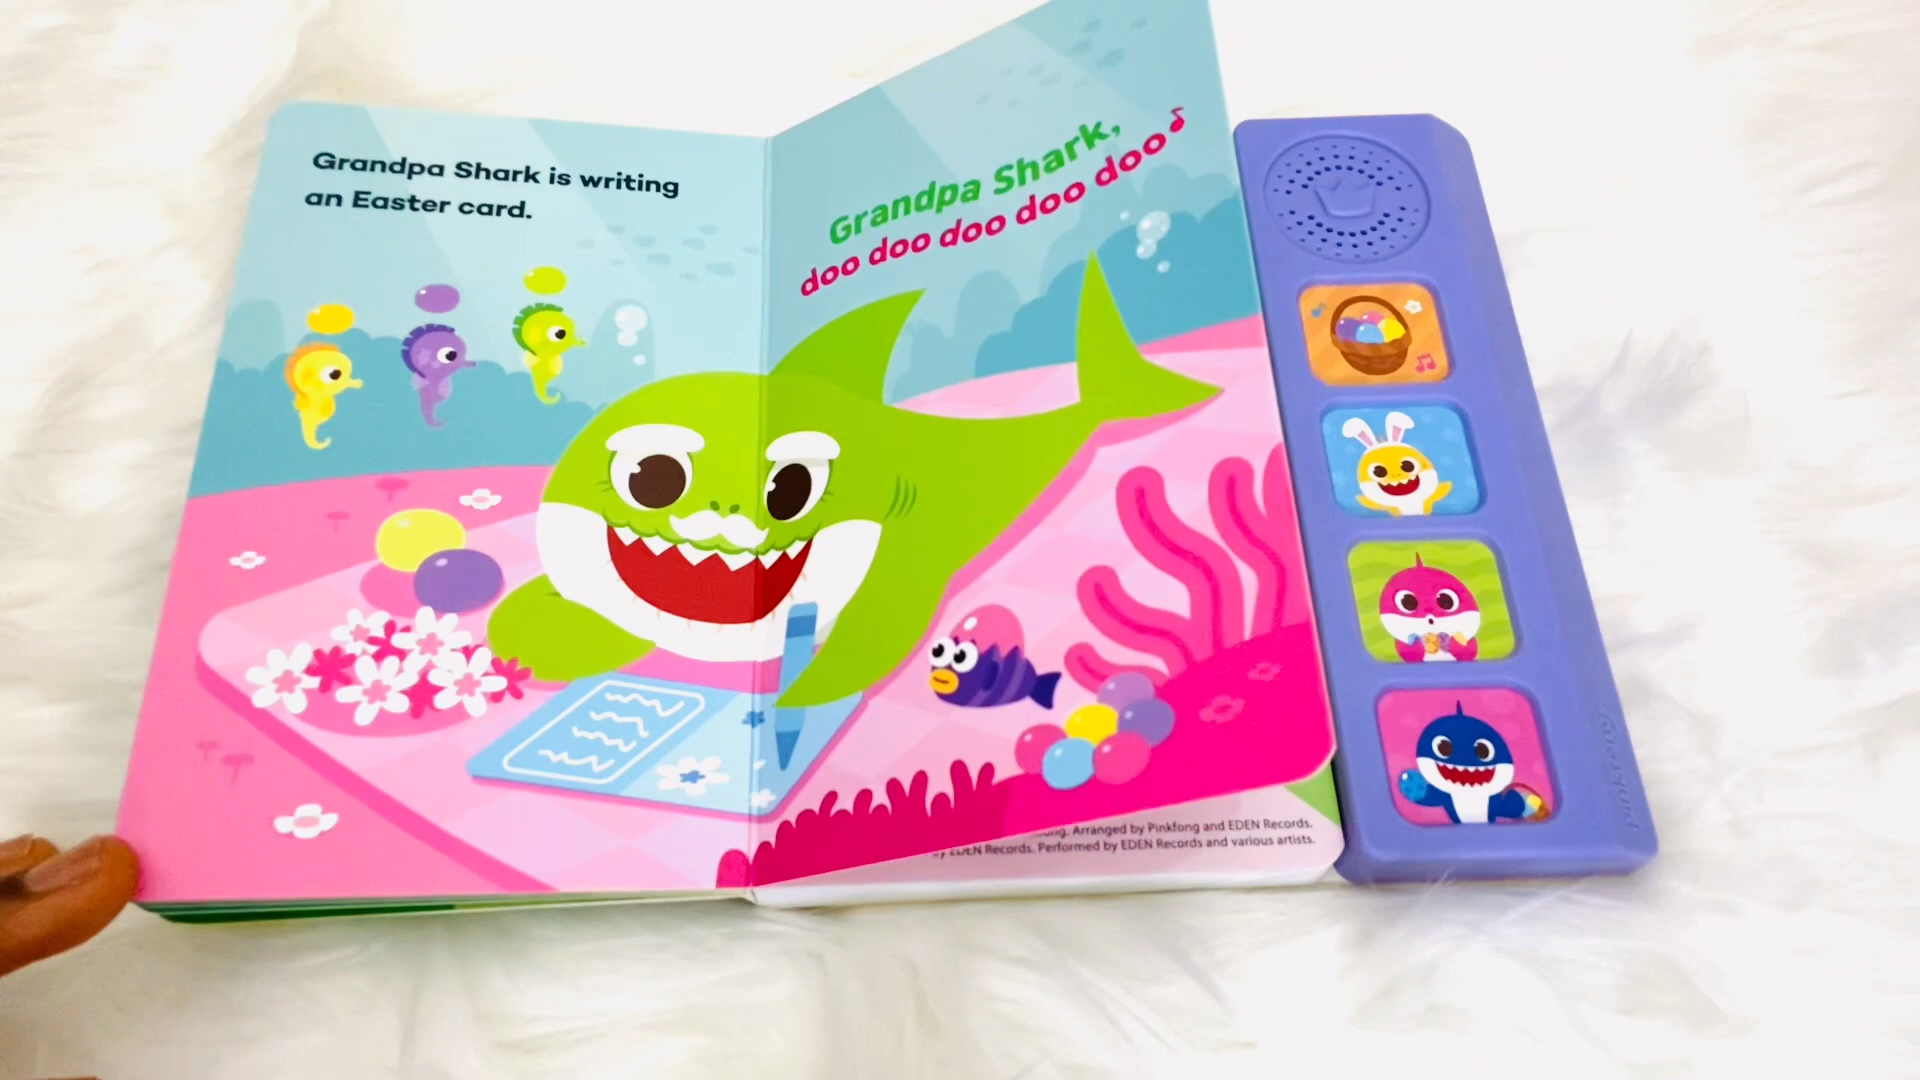 Grandpa Shark is writing
an Easter card.
Grandpa Shark,
doo doo doo doo doo
Arranged by Pinkfong and EDEN Records.
EDEN Records. Performed by EDEN Records and various artists.
pinkfong